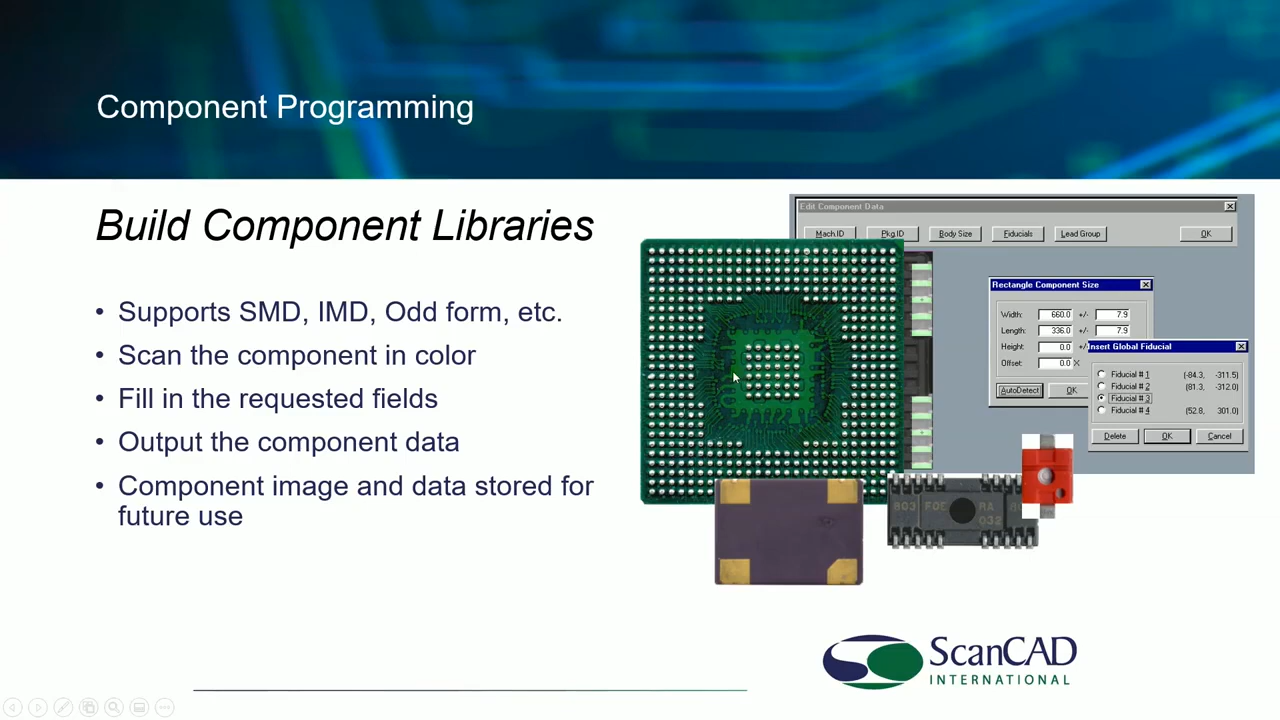 Component Programming
Build Component Libraries
• Supports SMD, IMD, Odd form, etc.
• Scan the component in color
• Fill in the requested fields
• Output the component data
• Component image and data stored for
future use
Edit Component Data
Mach.ID Pkg.ID Body Size Fiducials Lead Group OK
Rectangle Component Size
Width: 660.0 +/- 7.9
Length: 336.0 +/- 7.9
Height: 0.0 +/
Offset: 0.0 X
AutoDetect OK
Insert Global Fiducial
Fiducial # 1 (-84.3, -311.5)
Fiducial # 2 (81.3, -312.0)
Fiducial # 3
Fiducial # 4 (52.8, 301.0)
Delete OK Cancel
803 F0E RA
032
ScanCAD
INTERNATIONAL